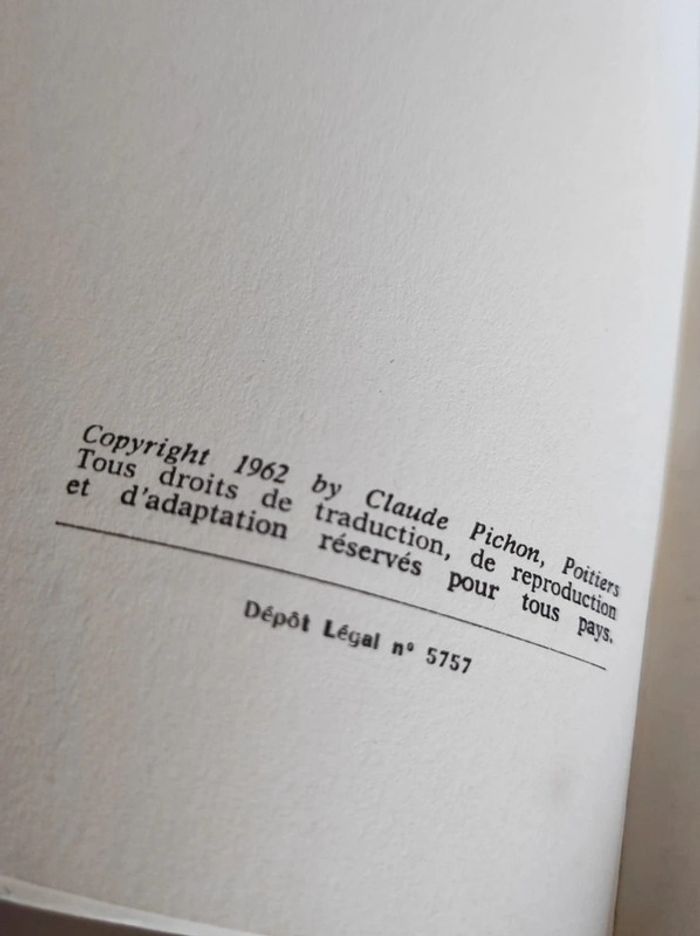 Copyright 1962 by Claude Pichon, Poitiers
Tous droits de traduction, de reproduction
et d'adaptation réservés pour tous pays.
Dépôt Légal n° 5757